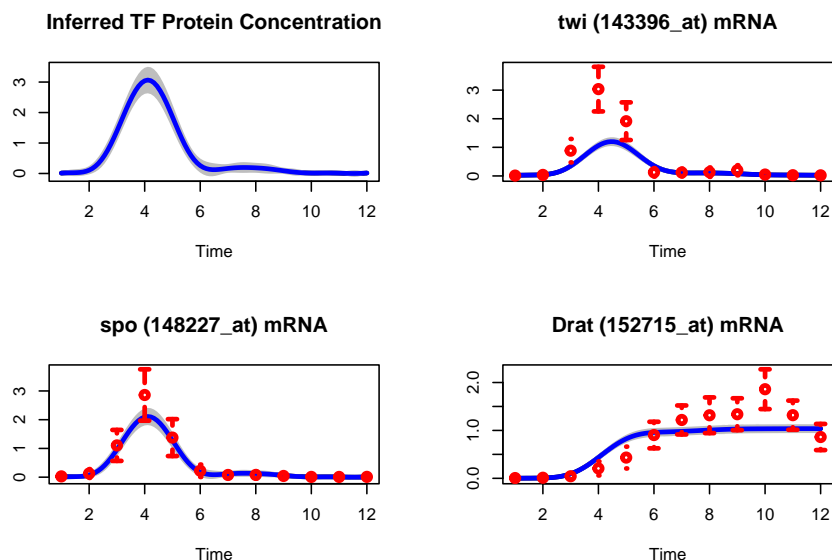 Inferred TF Protein Concentration
3
2
1
0
2 4 6 8 10 12
Time
twi (143396_at) mRNA
3
2
1
0
2 4 6 8 10 12
Time
spo (148227_at) mRNA
3
2
1
0
2 4 6 8 10 12
Time
Drat (152715_at) mRNA
2.0
1.0
0.0
2 4 6 8 10 12
Time